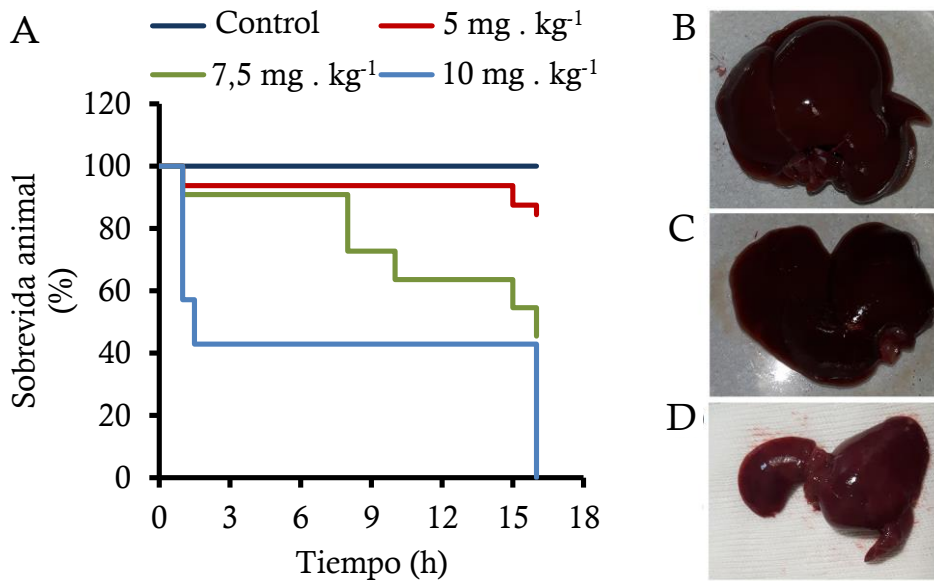 A
Control
5 mg . kg⁻¹
7,5 mg . kg⁻¹
10 mg . kg⁻¹
120
100
80
60
40
20
0
Sobrevida animal
(%)
0 3 6 9 12 15 18
Tiempo (h)
B
C
D